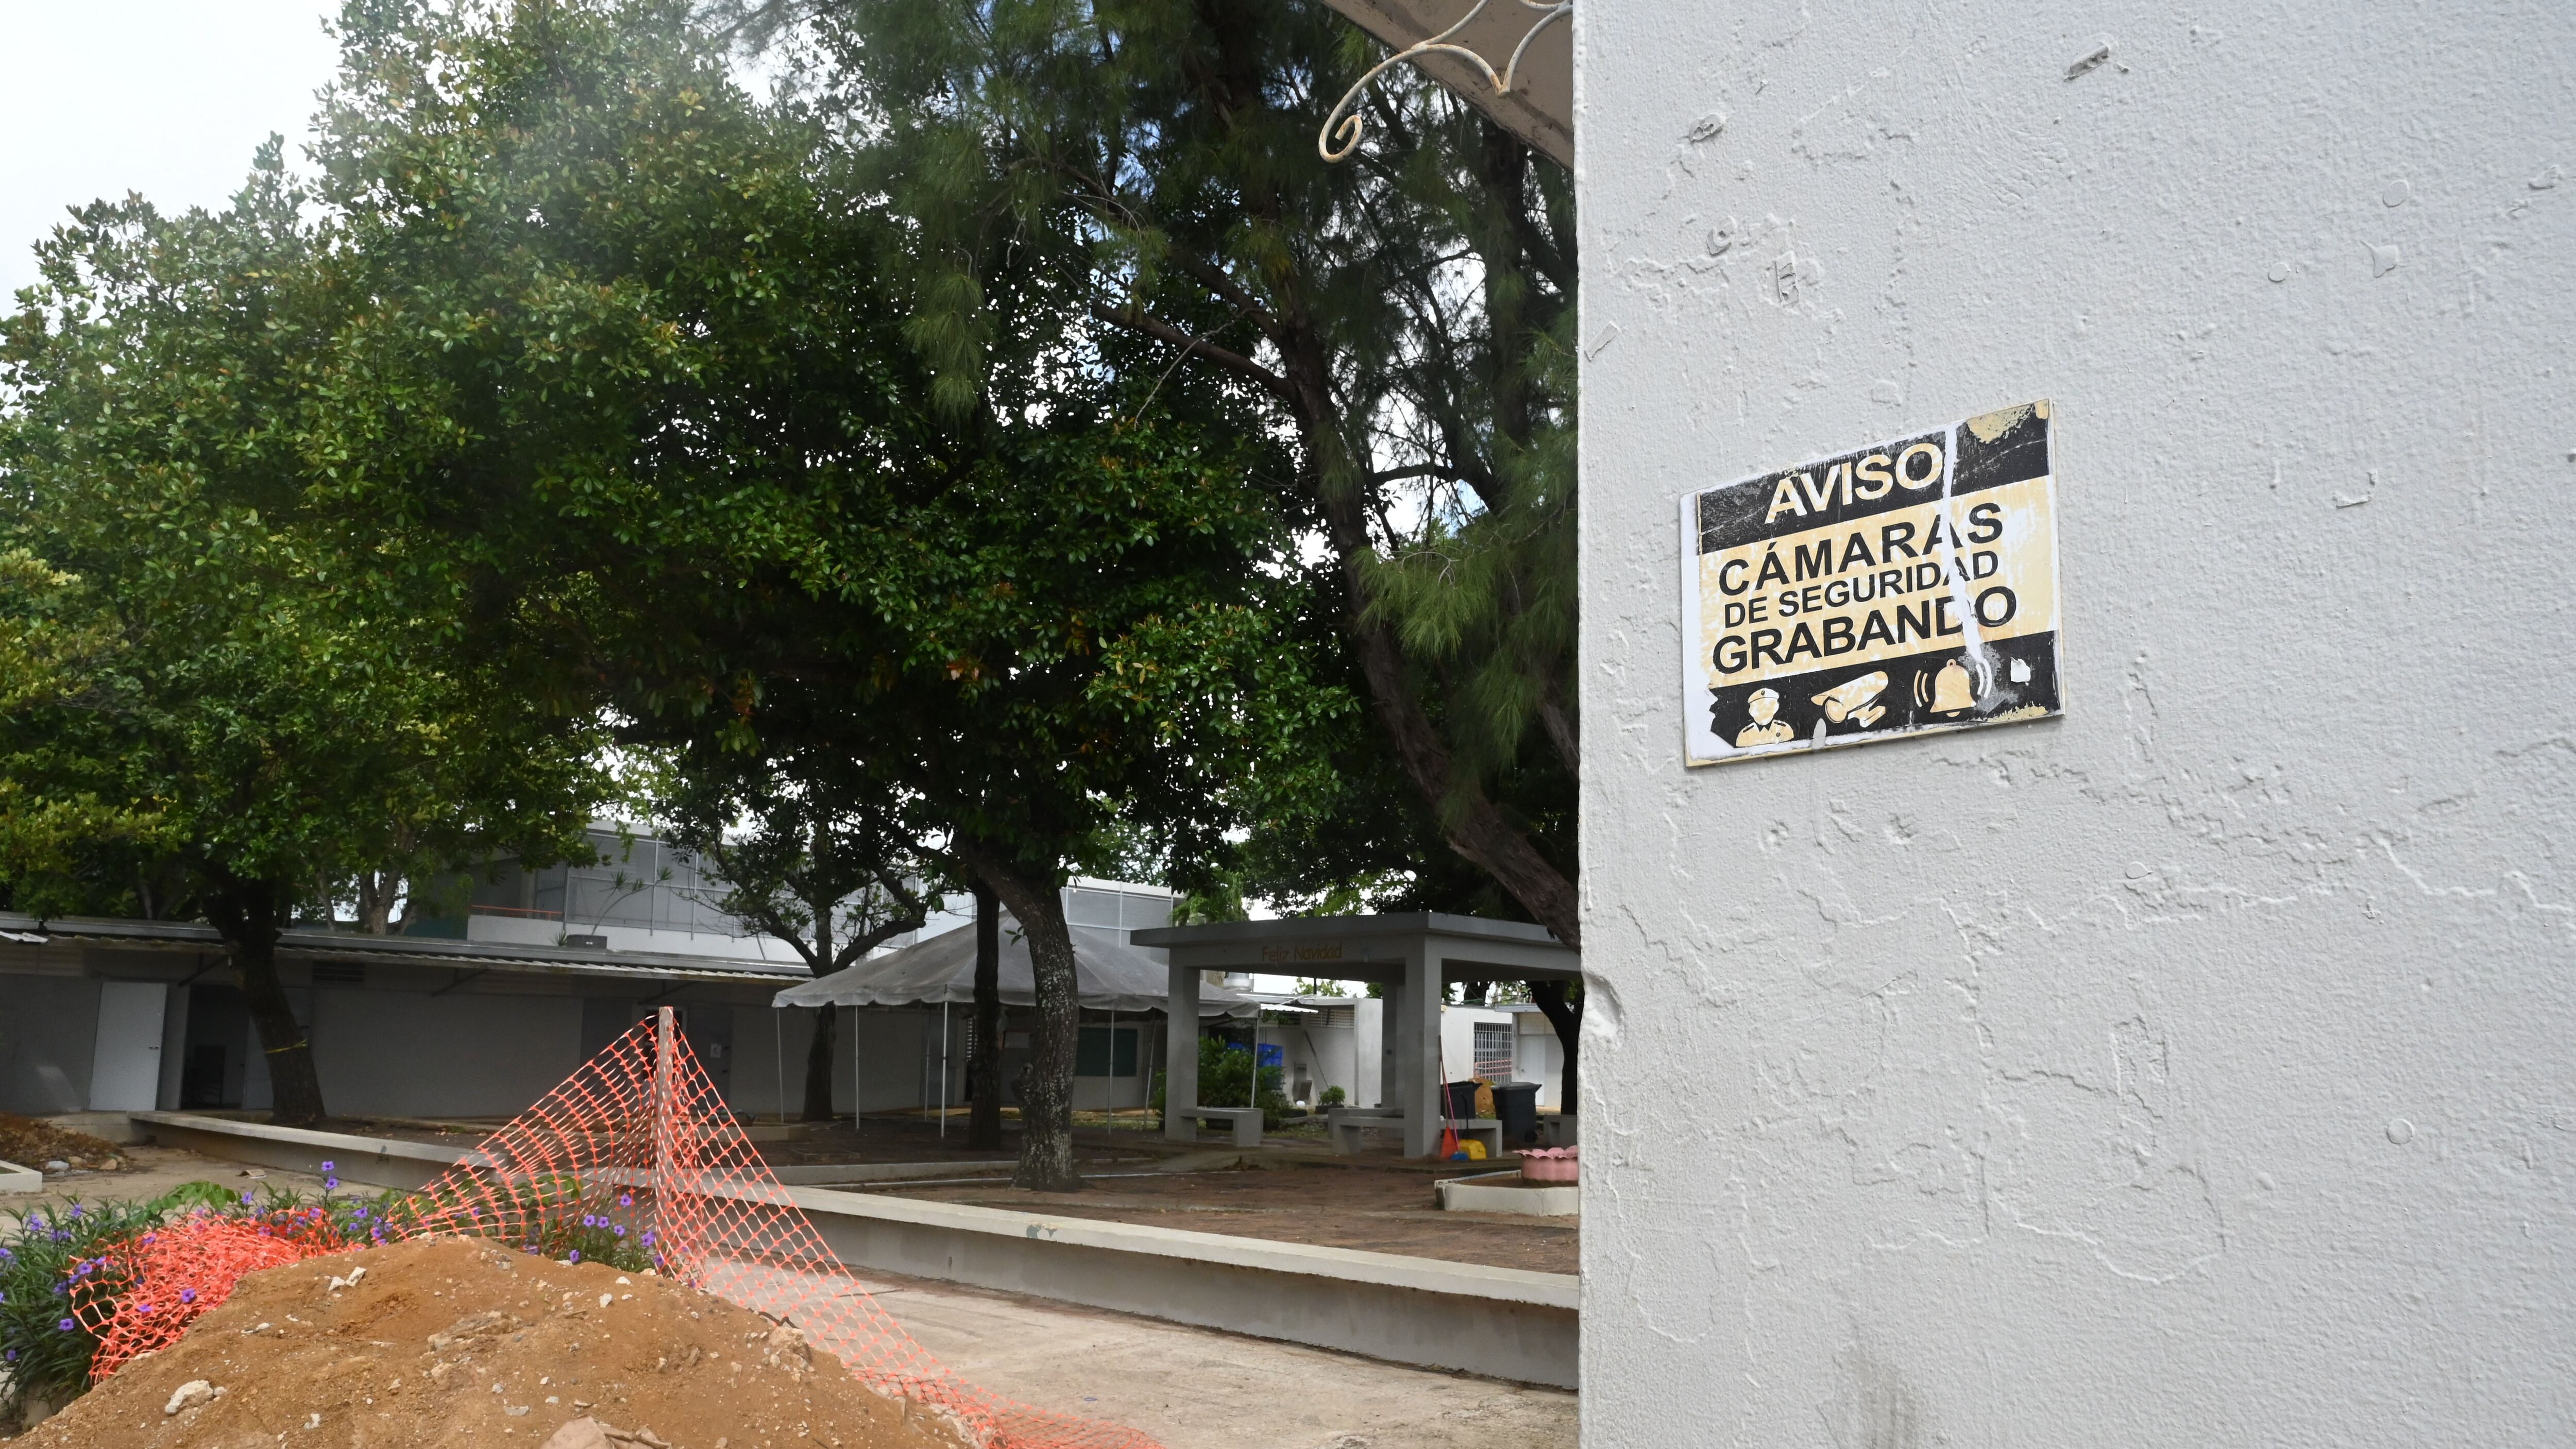 AVISO
CÁMARAS
DE SEGURIDAD
GRABANDO
Feliz Navidad